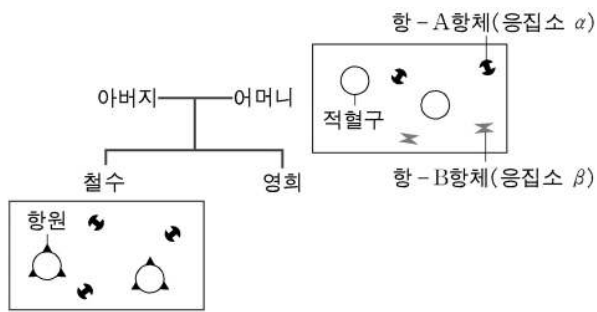 항-A항체(응집소 α)
아버지
어머니
적혈구
항-B항체(응집소 β)
철수
영희
항원